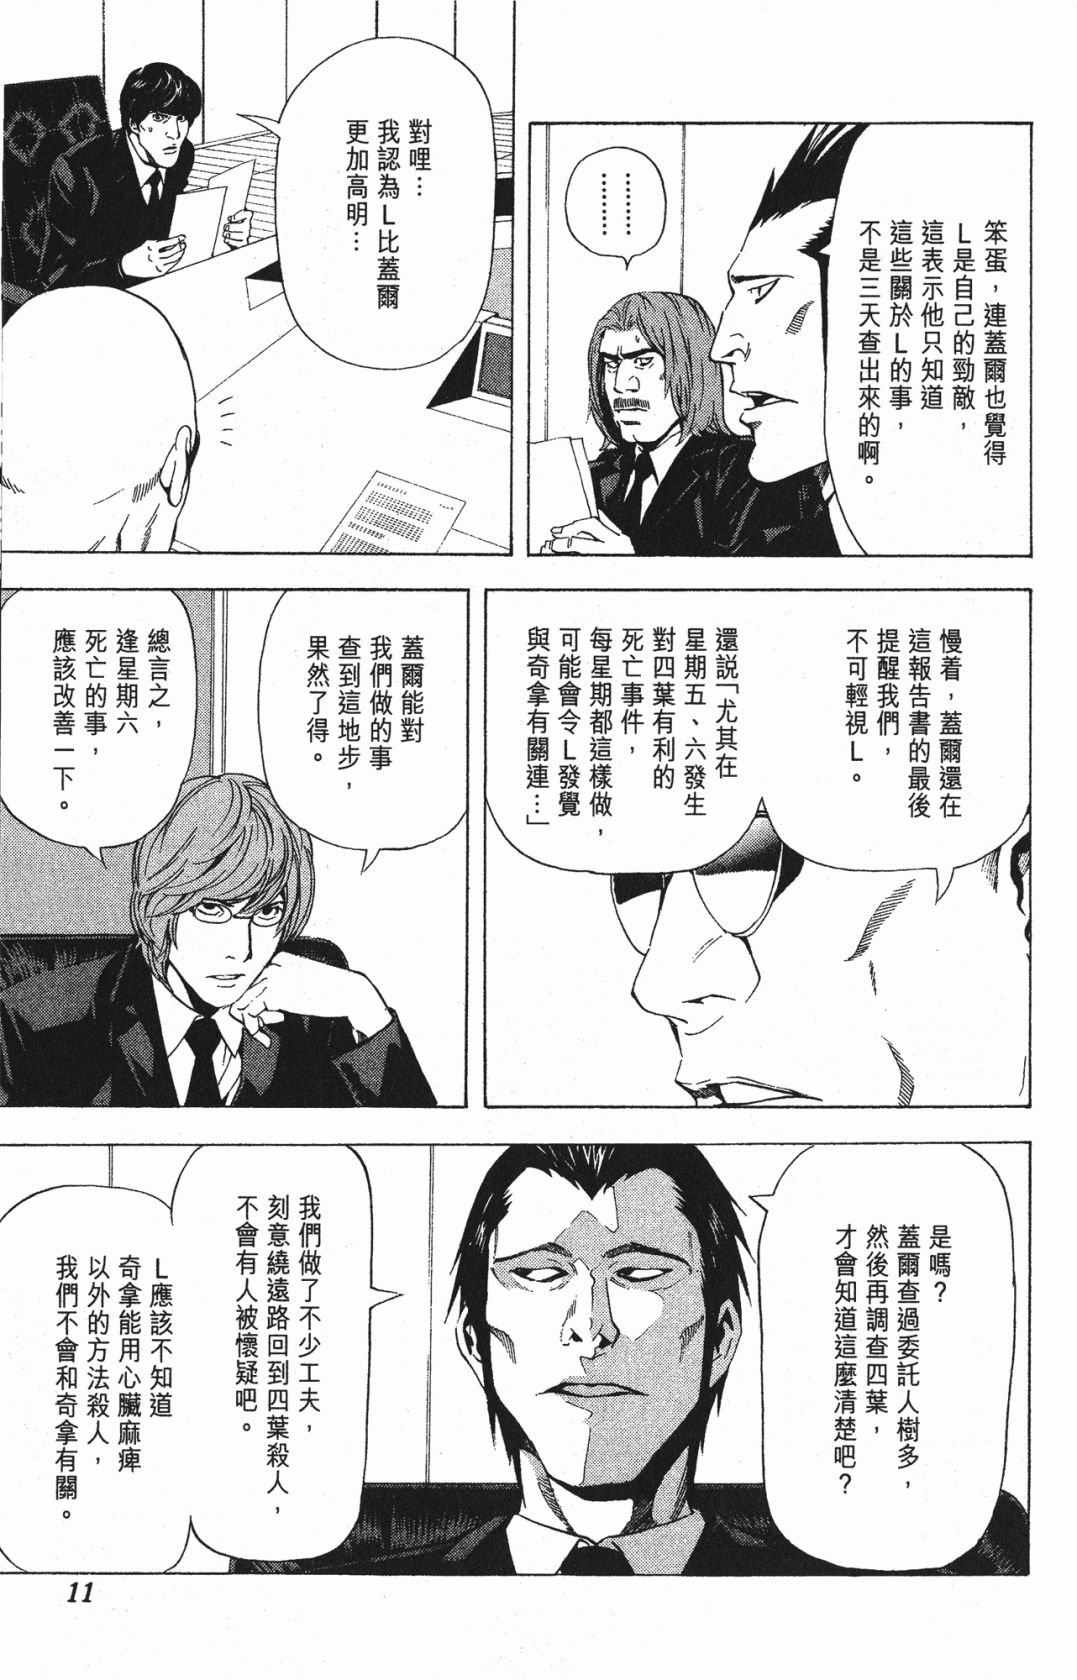 笨蛋，連蓋爾也覺得
L是自己的勁敵，
這表示他只知道
這些關於L的事，
不是三天查出來的啊。
⋯⋯⋯
⋯⋯⋯
對哩⋯
我認為L比蓋爾
更加高明⋯
慢着，蓋爾還在
這報告書的最後
提醒我們，
不可輕視L。
還説「尤其在
星期五、六發生
對四葉有利的
死亡事件，
每星期都這樣做，
可能會令L發覺
與奇拿有關連⋯」
蓋爾能對
我們做的事
查到這地步，
果然了得。
總言之，
逢星期六
死亡的事，
應該改善一下。
是嗎？
蓋爾查過委託人樹多，
然後再調查四葉，
才會知道這麼清楚吧？
我們做了不少工夫，
刻意繞遠路回到四葉殺人，
不會有人被懷疑吧。
L應該不知道
奇拿能用心臟麻痺
以外的方法殺人，
我們不會和奇拿有關。
11